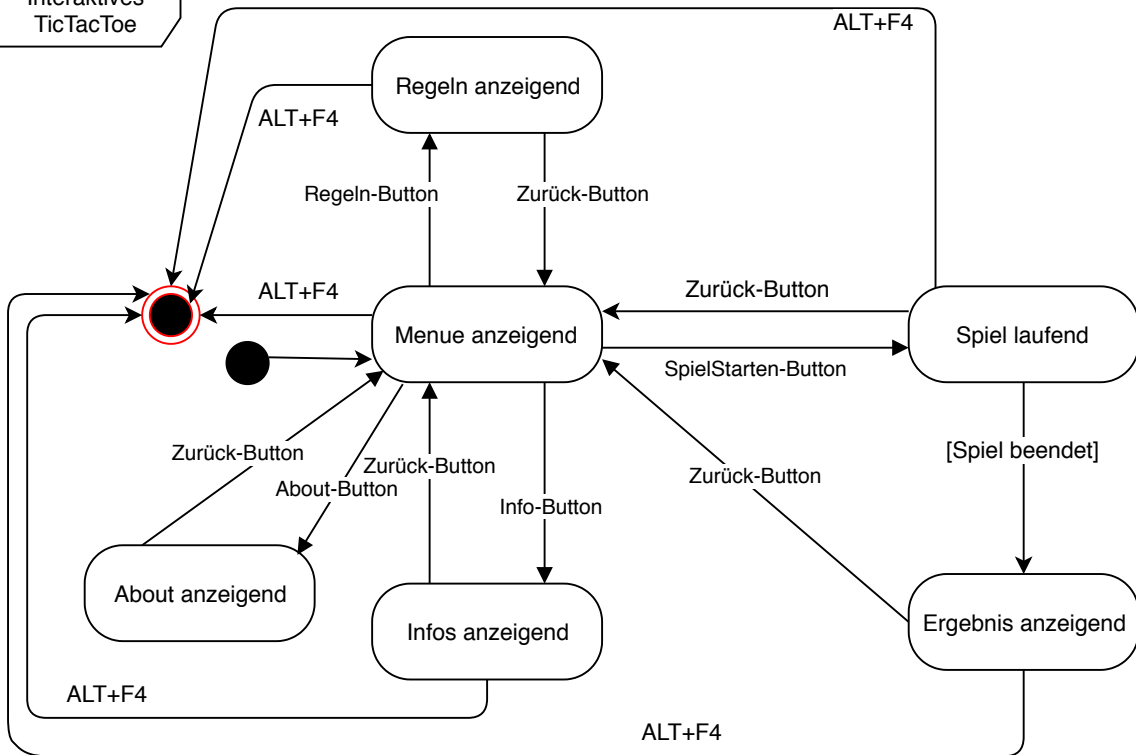 Interaktives
TicTacToe
ALT+F4
Regeln anzeigend
ALT+F4
Regeln-Button
Zurück-Button
ALT+F4
Zurück-Button
Menue anzeigend
Spiel laufend
SpielStarten-Button
Zurück-Button
[Spiel beendet]
Zurück-Button
Zurück-Button
About-Button
Info-Button
About anzeigend
Ergebnis anzeigend
Infos anzeigend
ALT+F4
ALT+F4